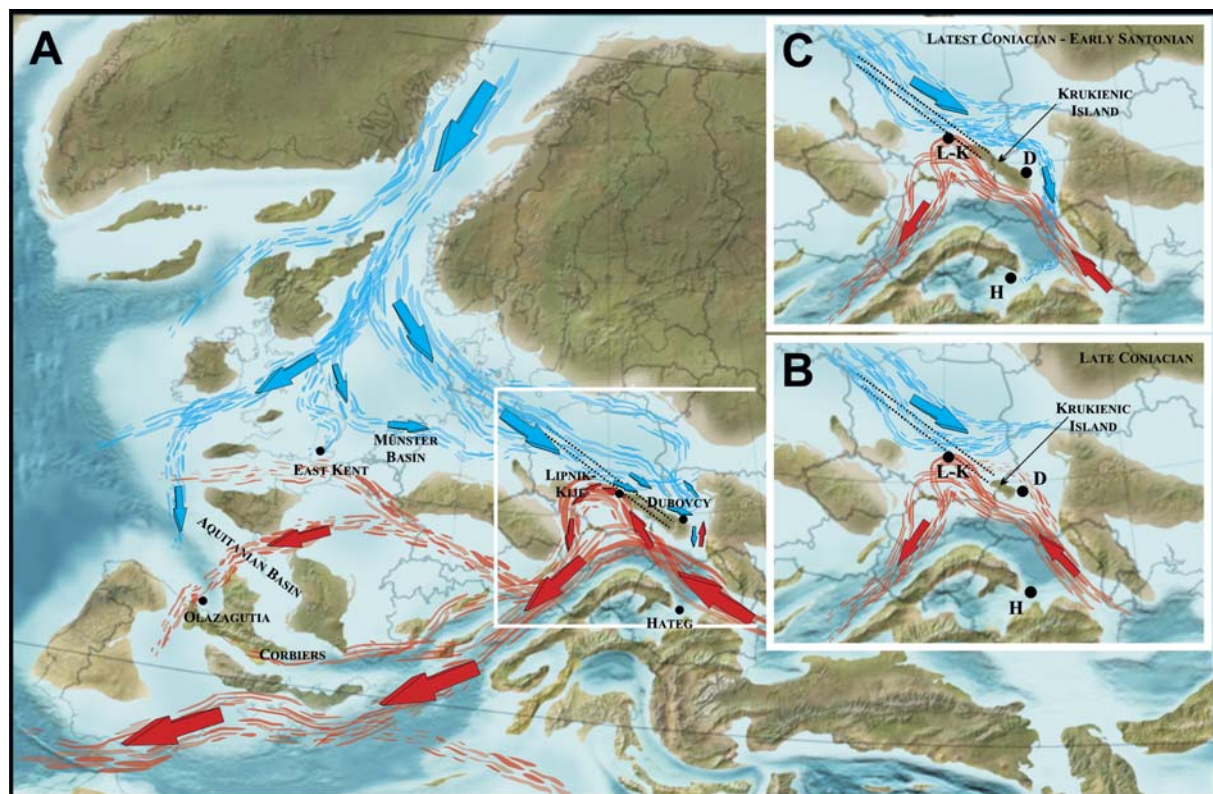 A
EAST KENT
MÜNSTER
BASIN
AQUITANIAN BASIN
OLAZAGUTIA
CORBIERS
LIPNIK-
KIJE
DUBOVCY
HATEG
C
LATEST CONIACIAN - EARLY SANTONIAN
KRUKIENIC
ISLAND
L-K
D
H
B
LATE CONIACIAN
KRUKIENIC
ISLAND
L-K
D
H